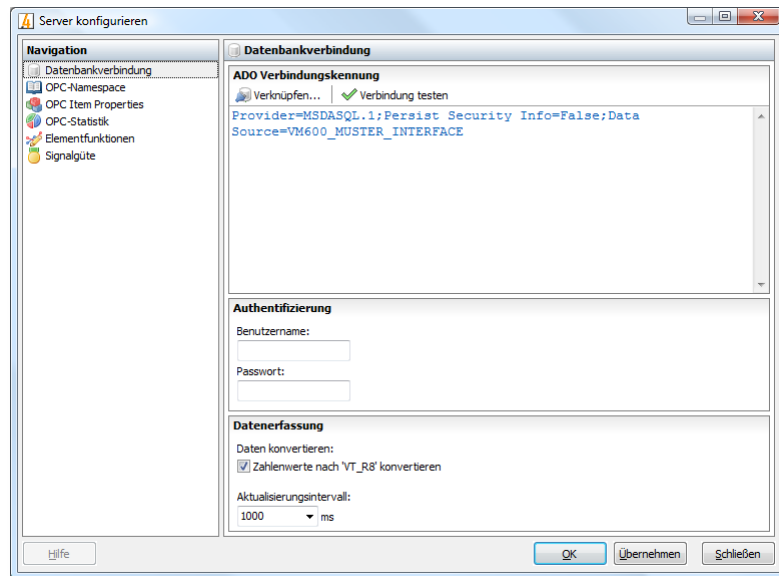 Server konfigurieren
Navigation
Datenbankverbindung
OPC-Namespace
OPC Item Properties
OPC-Statistik
Elementfunktionen
Signalgüte
Datenbankverbindung
ADO Verbindungskennung
Verknüpfen... Verbindung testen
Provider=MSDASQL.1;Persist Security Info=False;Data
Source=VM600_MUSTER_INTERFACE
Authentifizierung
Benutzername:
Passwort:
Datenerfassung
Daten konvertieren:
Zahlenwerte nach 'VT_R8' konvertieren
Aktualisierungsintervall:
1000 ms
Hilfe OK Übernehmen Schließen